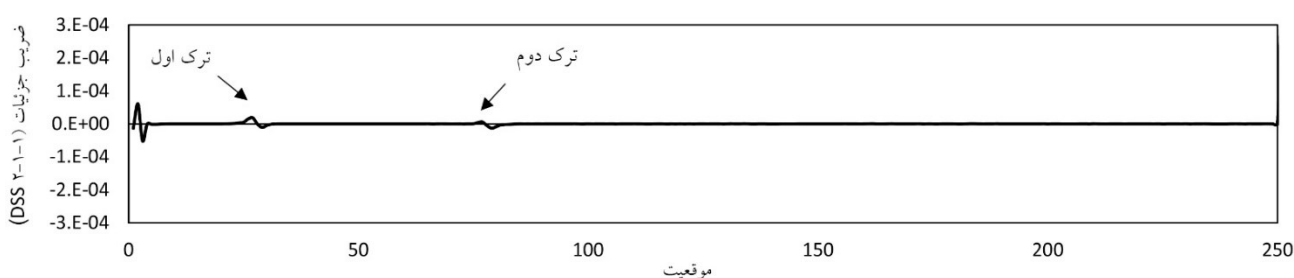 ضریب جزئیات (DSS ۲-۱-۱)
3.E-04
2.E-04
1.E-04
0.E+00
-1.E-04
-2.E-04
-3.E-04
ترک اول
ترک دوم
0 50 100 150 200 250
موقعیت